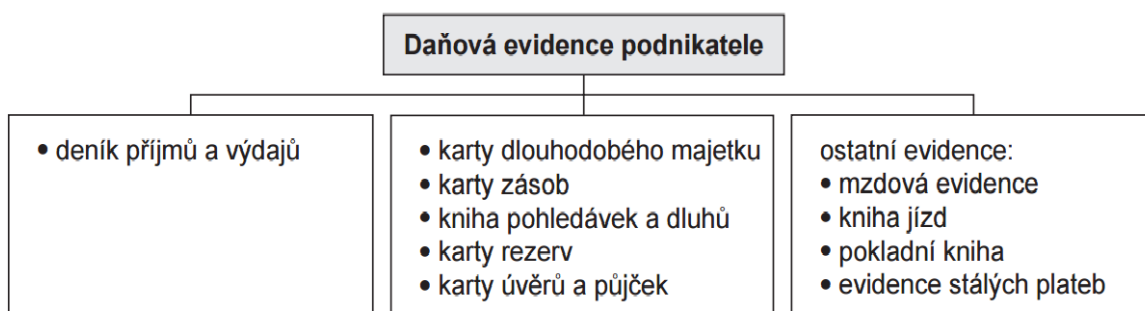 Daňová evidence podnikatele
• deník příjmů a výdajů
• karty dlouhodobého majetku
• karty zásob
• kniha pohledávek a dluhů
• karty rezerv
• karty úvěrů a půjček
ostatní evidence:
• mzdová evidence
• kniha jízd
• pokladní kniha
• evidence stálých plateb